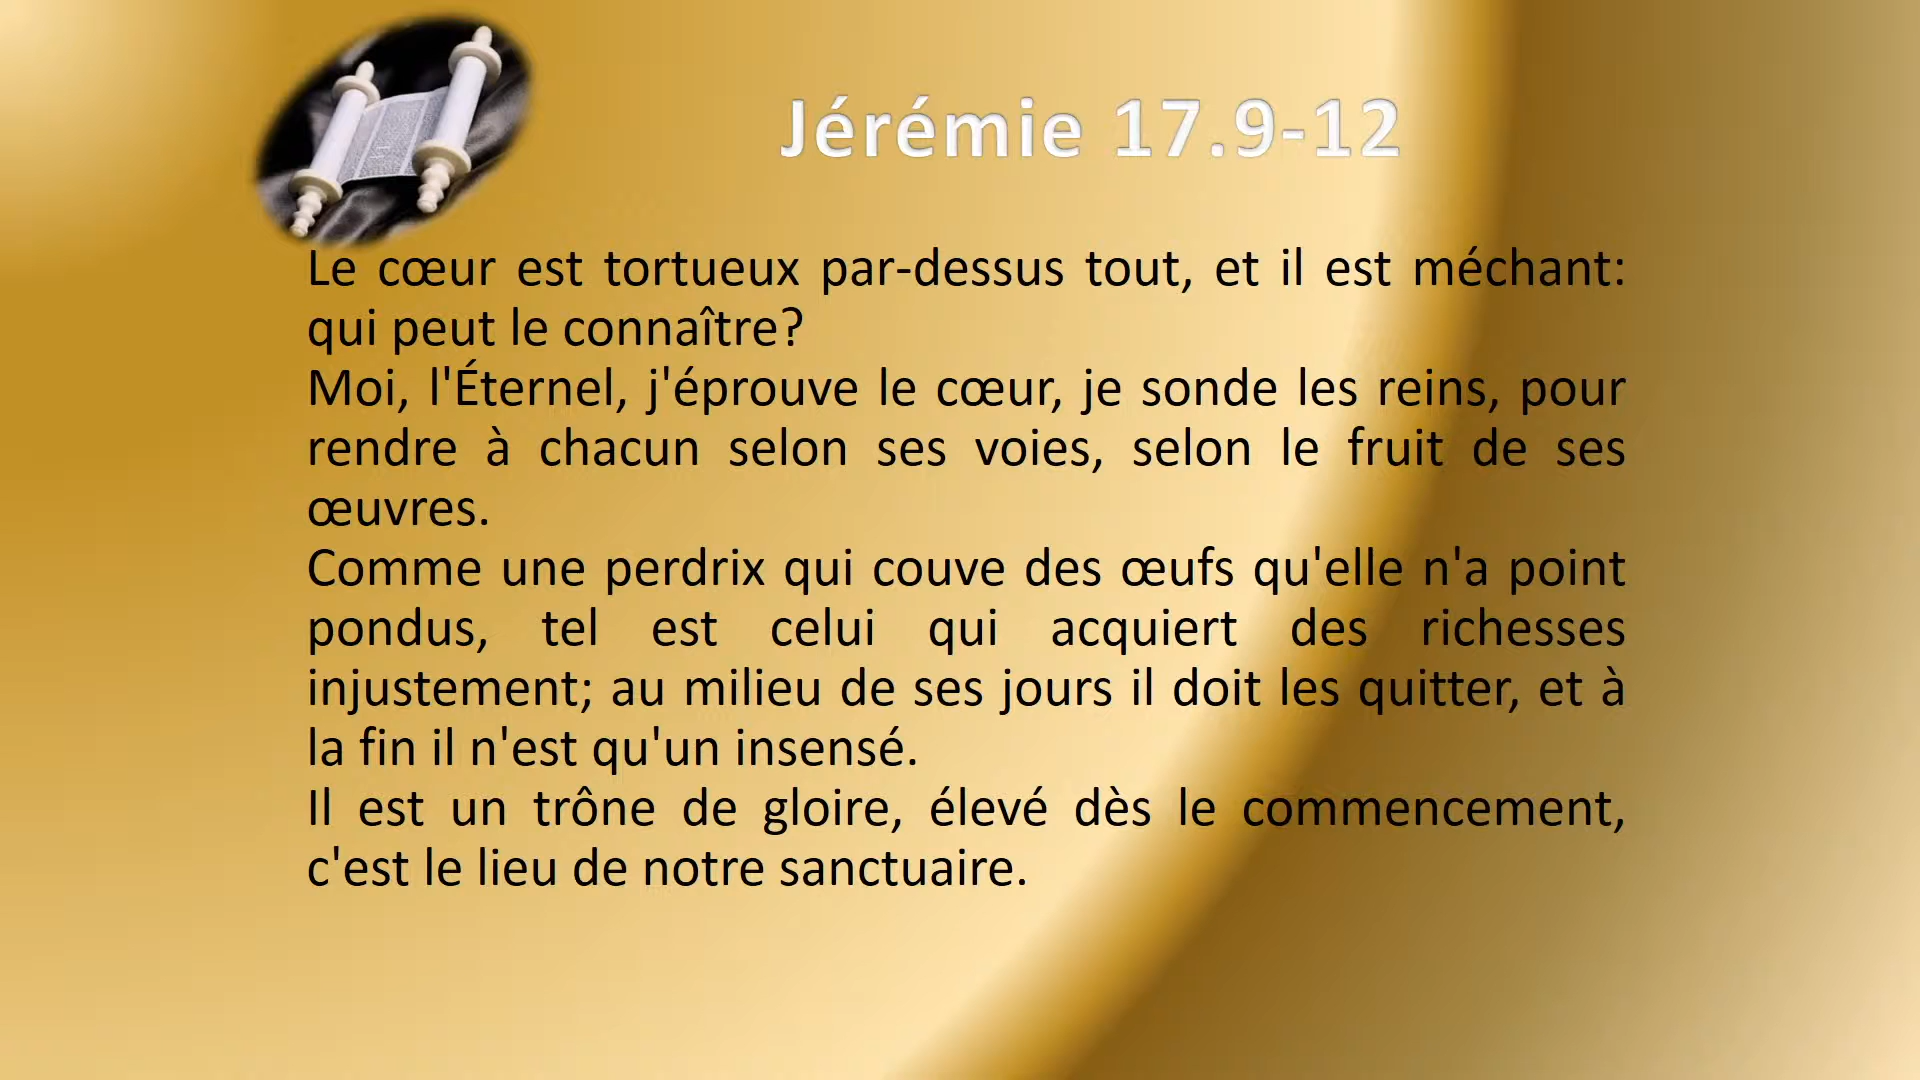 Jérémie 17.9-12
Le cœur est tortueux par-dessus tout, et il est méchant:
qui peut le connaître?
Moi, l'Éternel, j'éprouve le cœur, je sonde les reins, pour
rendre à chacun selon ses voies, selon le fruit de ses
œuvres.
Comme une perdrix qui couve des œufs qu'elle n'a point
pondus, tel est celui qui acquiert des richesses
injustement; au milieu de ses jours il doit les quitter, et à
la fin il n'est qu'un insensé.
Il est un trône de gloire, élevé dès le commencement,
c'est le lieu de notre sanctuaire.